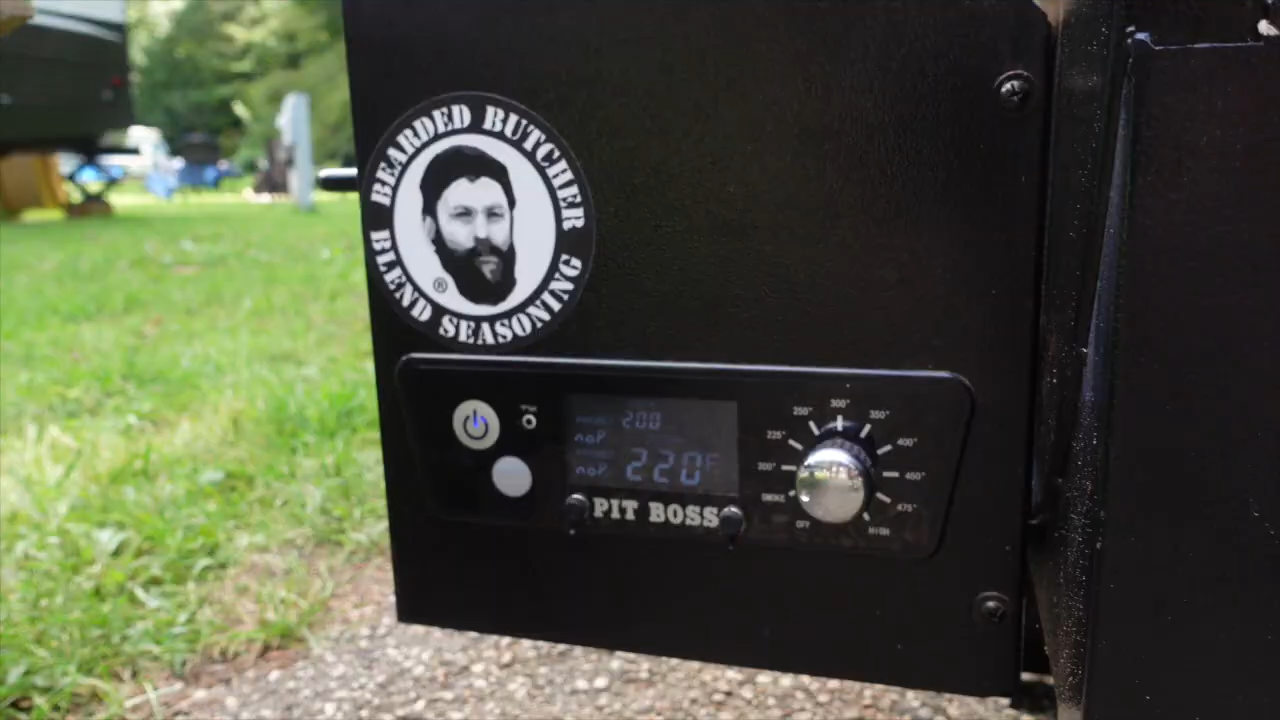 BEARDED BUTCHER
BLEND SEASONING
®
200
noP
noP
220F
PIT BOSS
OFF
SMOKE
200°
225°
250°
300°
350°
400°
450°
475°
HIGH